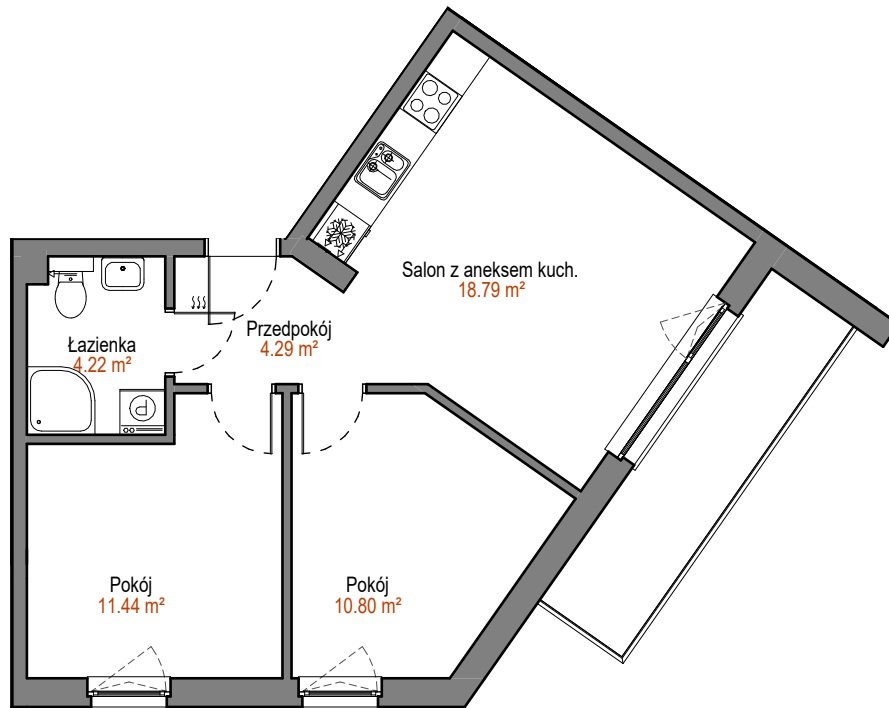 Salon z aneksem kuch.
18.79 m²
Przedpokój
4.29 m²
Łazienka
4.22 m²
P
Pokój
11.44 m²
Pokój
10.80 m²